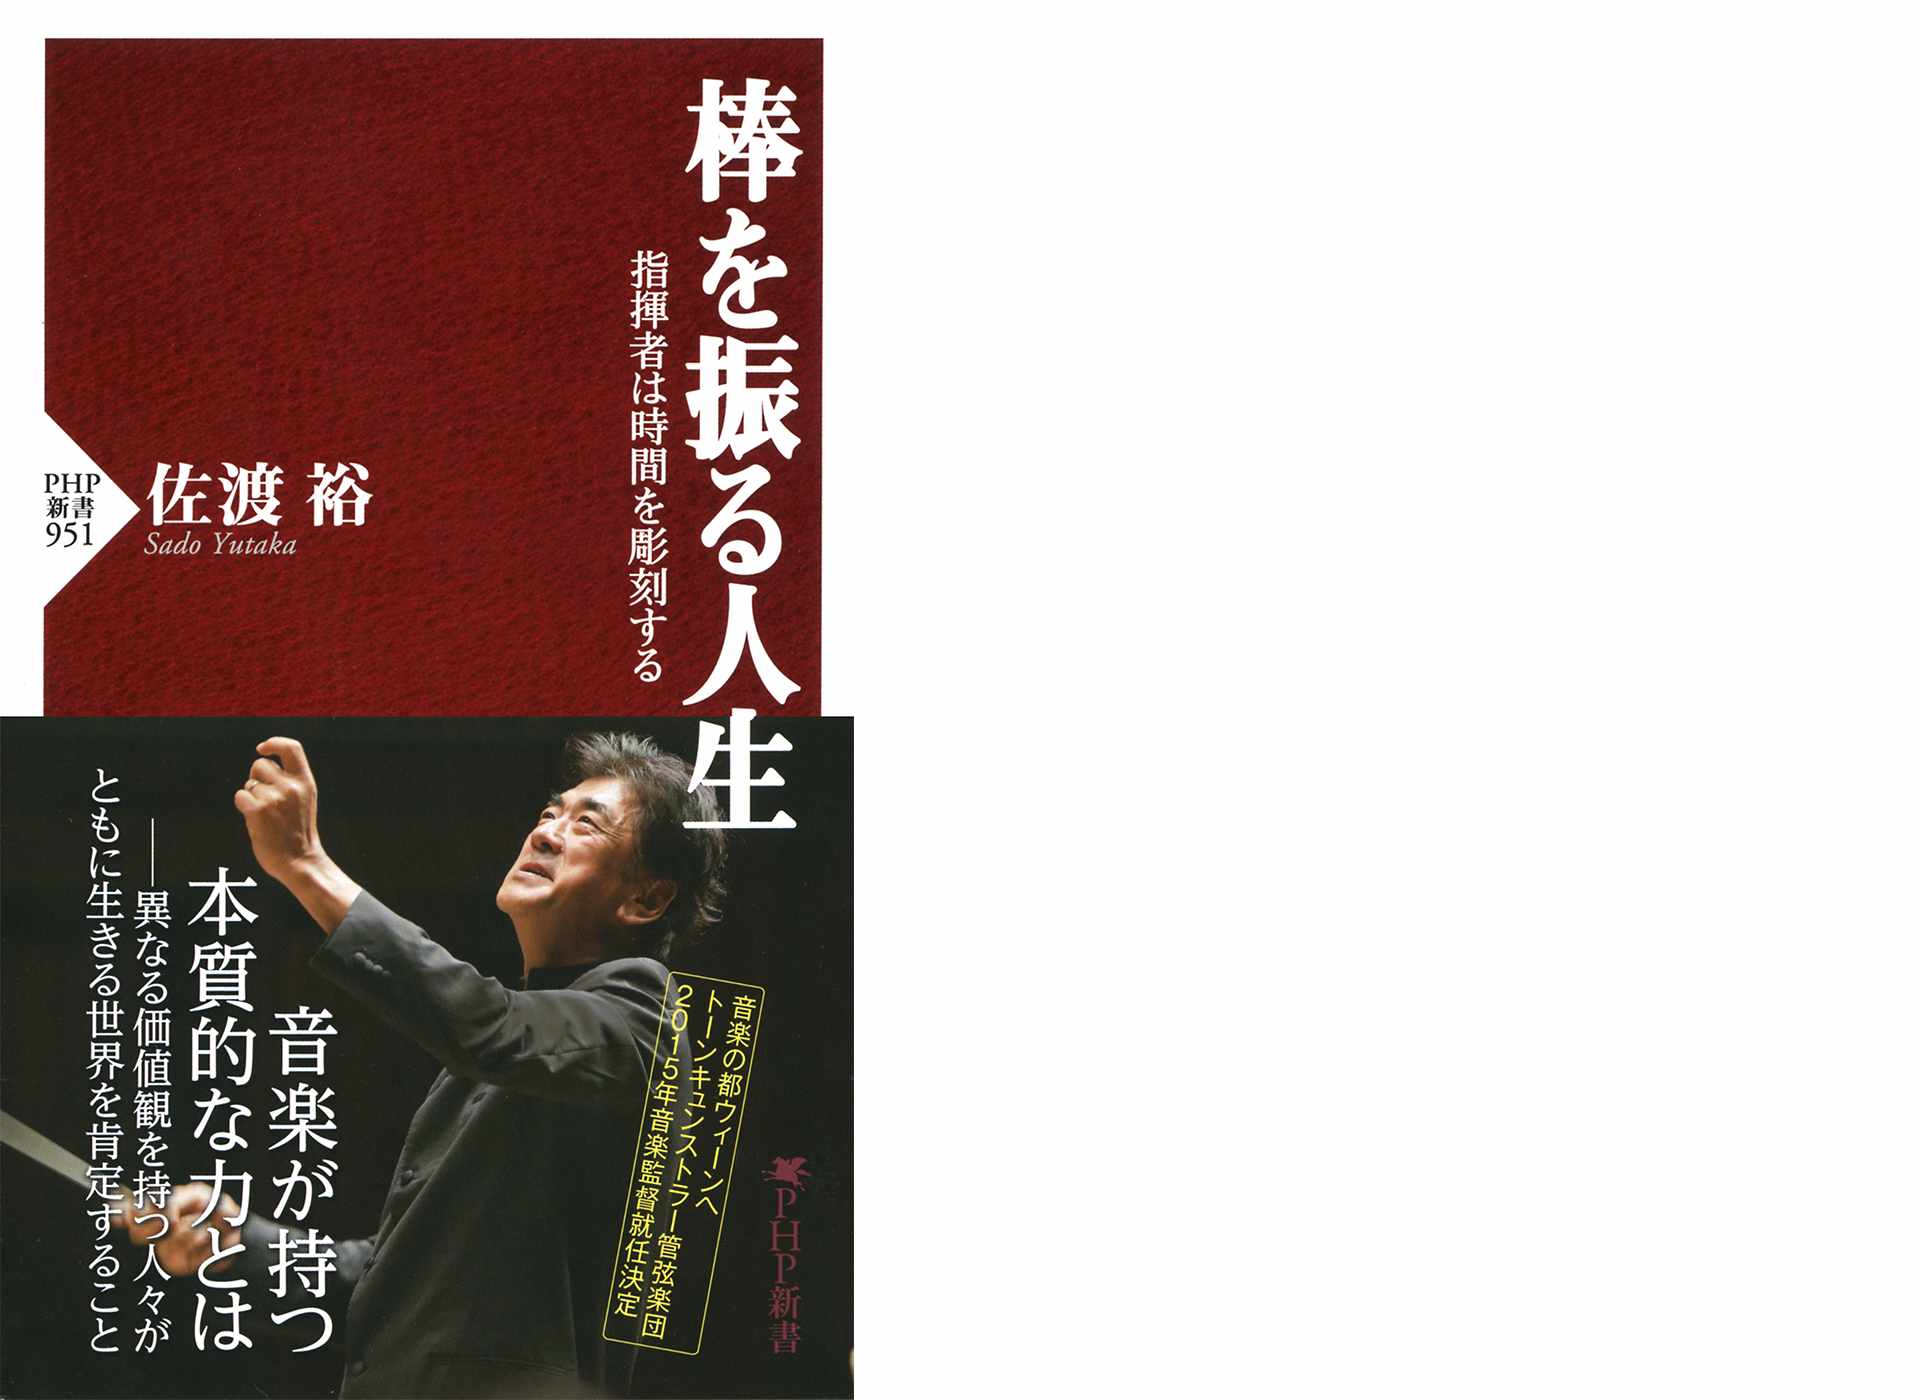 棒を振る人生
指揮者は時間を彫刻する
佐渡 裕
Sado Yutaka
PHP
新書
951
音楽の都ウィーンへ
トーンキュンストラー管弦楽団
2015年音楽監督就任決定
音楽が持つ
本質的な力とは
——異なる価値観を持つ人々が
ともに生きる世界を肯定すること
PHP新書